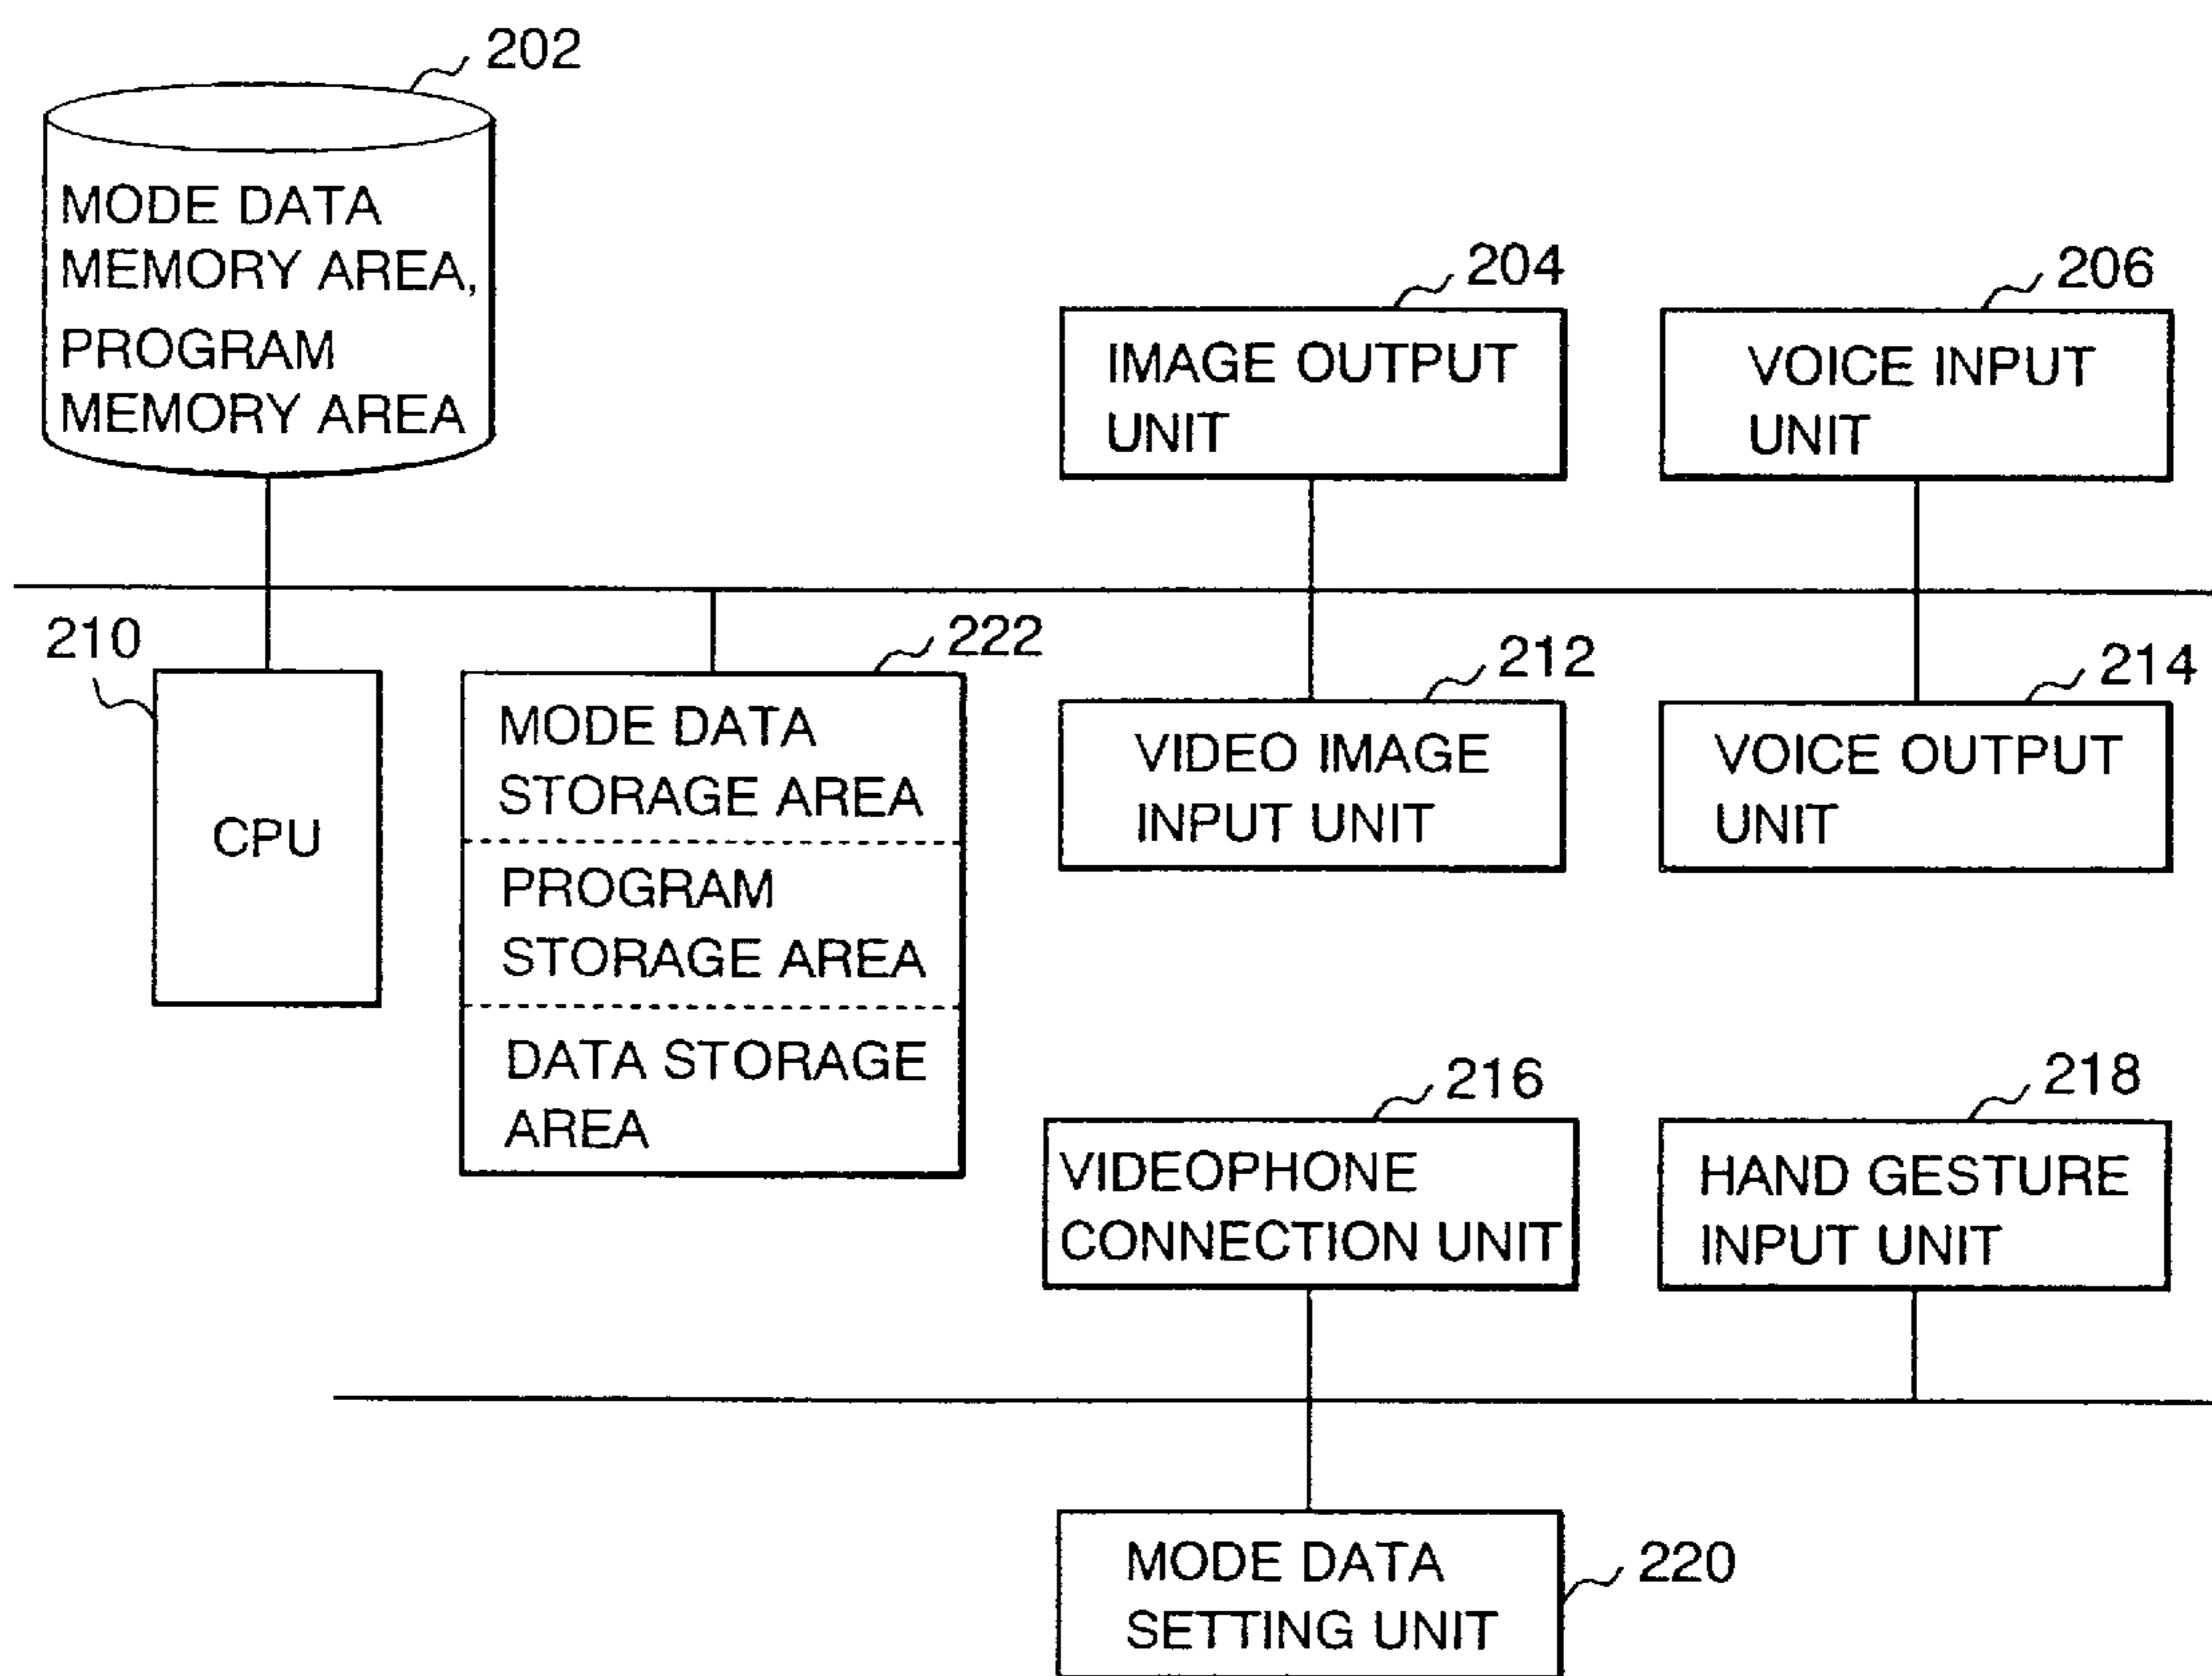 202
MODE DATA
MEMORY AREA,
PROGRAM
MEMORY AREA
204
IMAGE OUTPUT
UNIT
206
VOICE INPUT
UNIT
210
CPU
222
MODE DATA
STORAGE AREA
PROGRAM
STORAGE AREA
DATA STORAGE
AREA
212
VIDEO IMAGE
INPUT UNIT
214
VOICE OUTPUT
UNIT
216
VIDEOPHONE
CONNECTION UNIT
218
HAND GESTURE
INPUT UNIT
220
MODE DATA
SETTING UNIT